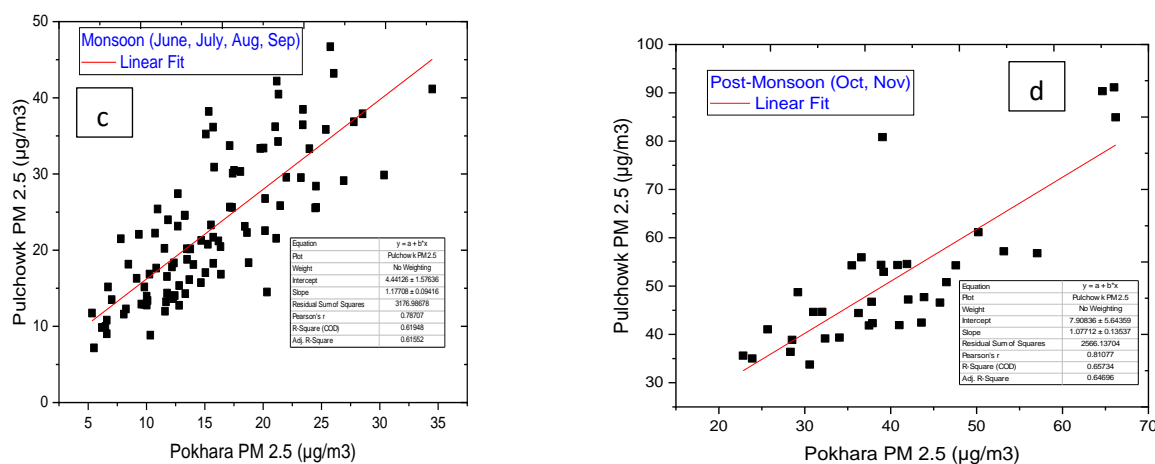 Monsoon (June, July, Aug, Sep)
Linear Fit
c
Pulchowk PM 2.5 (µg/m3)
50
40
30
20
10
0
Equation y = a + b*x
Plot Pulchowk PM 2.5
Weight No Weighting
Intercept 4.44126 ± 1.57636
Slope 1.17708 ± 0.09416
Residual Sum of Squares 3176.98678
Pearson's r 0.78707
R-Square (COD) 0.61948
Adj. R-Square 0.61552
5 10 15 20 25 30 35
Pokhara PM 2.5 (µg/m3)
Post-Monsoon (Oct, Nov)
Linear Fit
d
Pulchowk PM 2.5 (µg/m3)
100
90
80
70
60
50
40
30
Equation y = a + b*x
Plot Pulchowk PM 2.5
Weight No Weighting
Intercept 7.90836 ± 5.64359
Slope 1.07712 ± 0.13537
Residual Sum of Squares 2566.13704
Pearson's r 0.81077
R-Square (COD) 0.65734
Adj. R-Square 0.64696
20 30 40 50 60 70
Pokhara PM 2.5 (µg/m3)